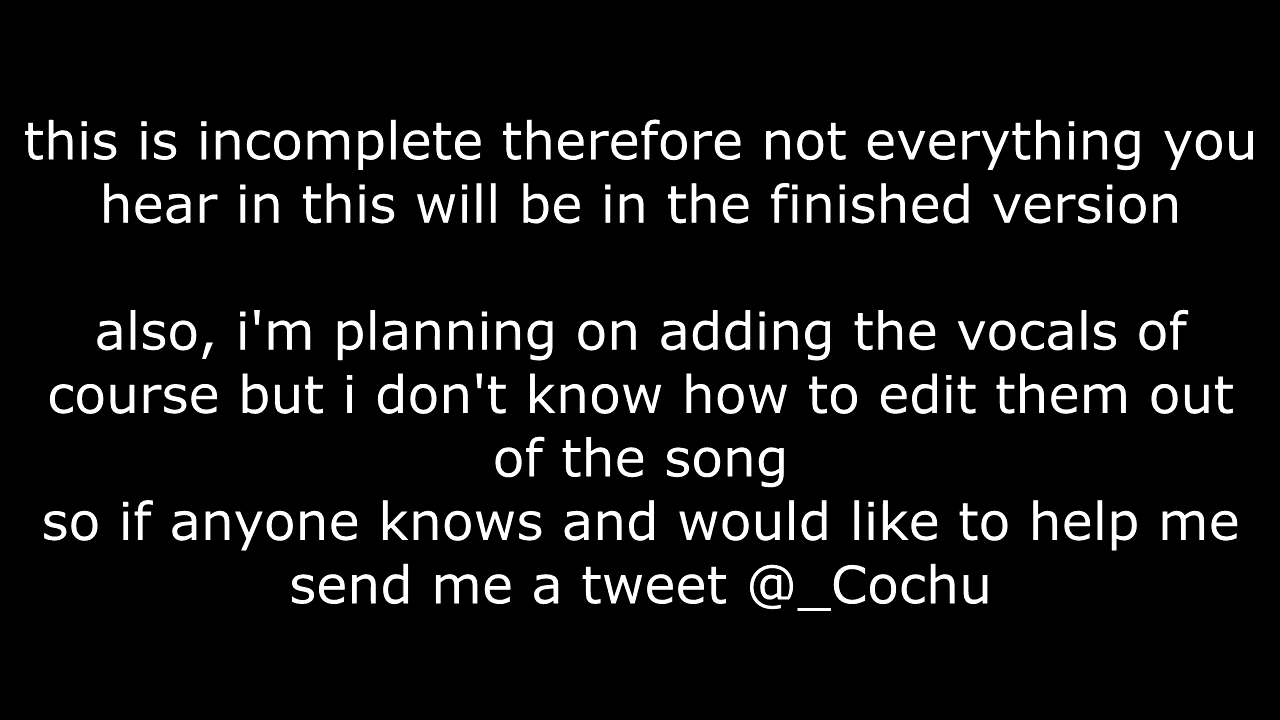 this is incomplete therefore not everything you
hear in this will be in the finished version
also, i'm planning on adding the vocals of
course but i don't know how to edit them out
of the song
so if anyone knows and would like to help me
send me a tweet @_Cochu